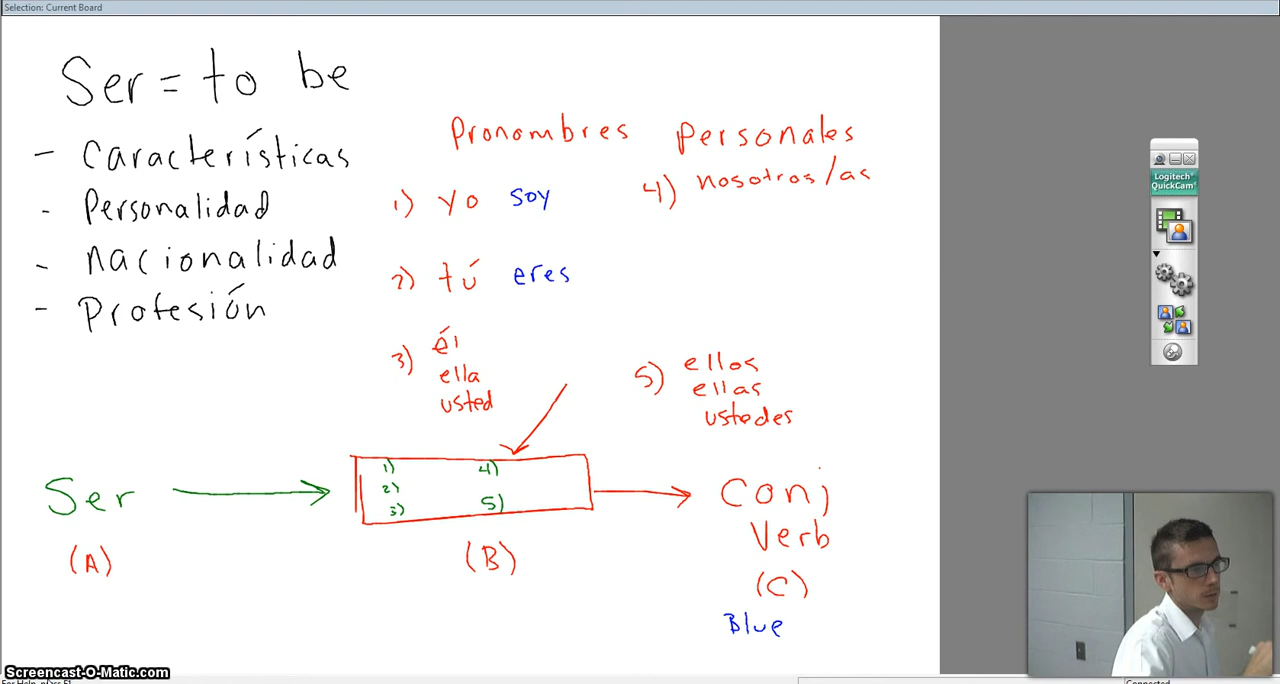 Selection: Current Board
Ser = to be
- Características
- Personalidad
- nacionalidad
- Profesión
Pronombres personales
1) yo soy
2) tú eres
3) él
ella
usted
4) nosotros/as
5) ellos
ellas
ustedes
Ser
(A)
1)
2)
3)
4)
5)
(B)
Conj
Verb
(C)
Blue
Logitech
QuickCam
Screencast-O-Matic.com